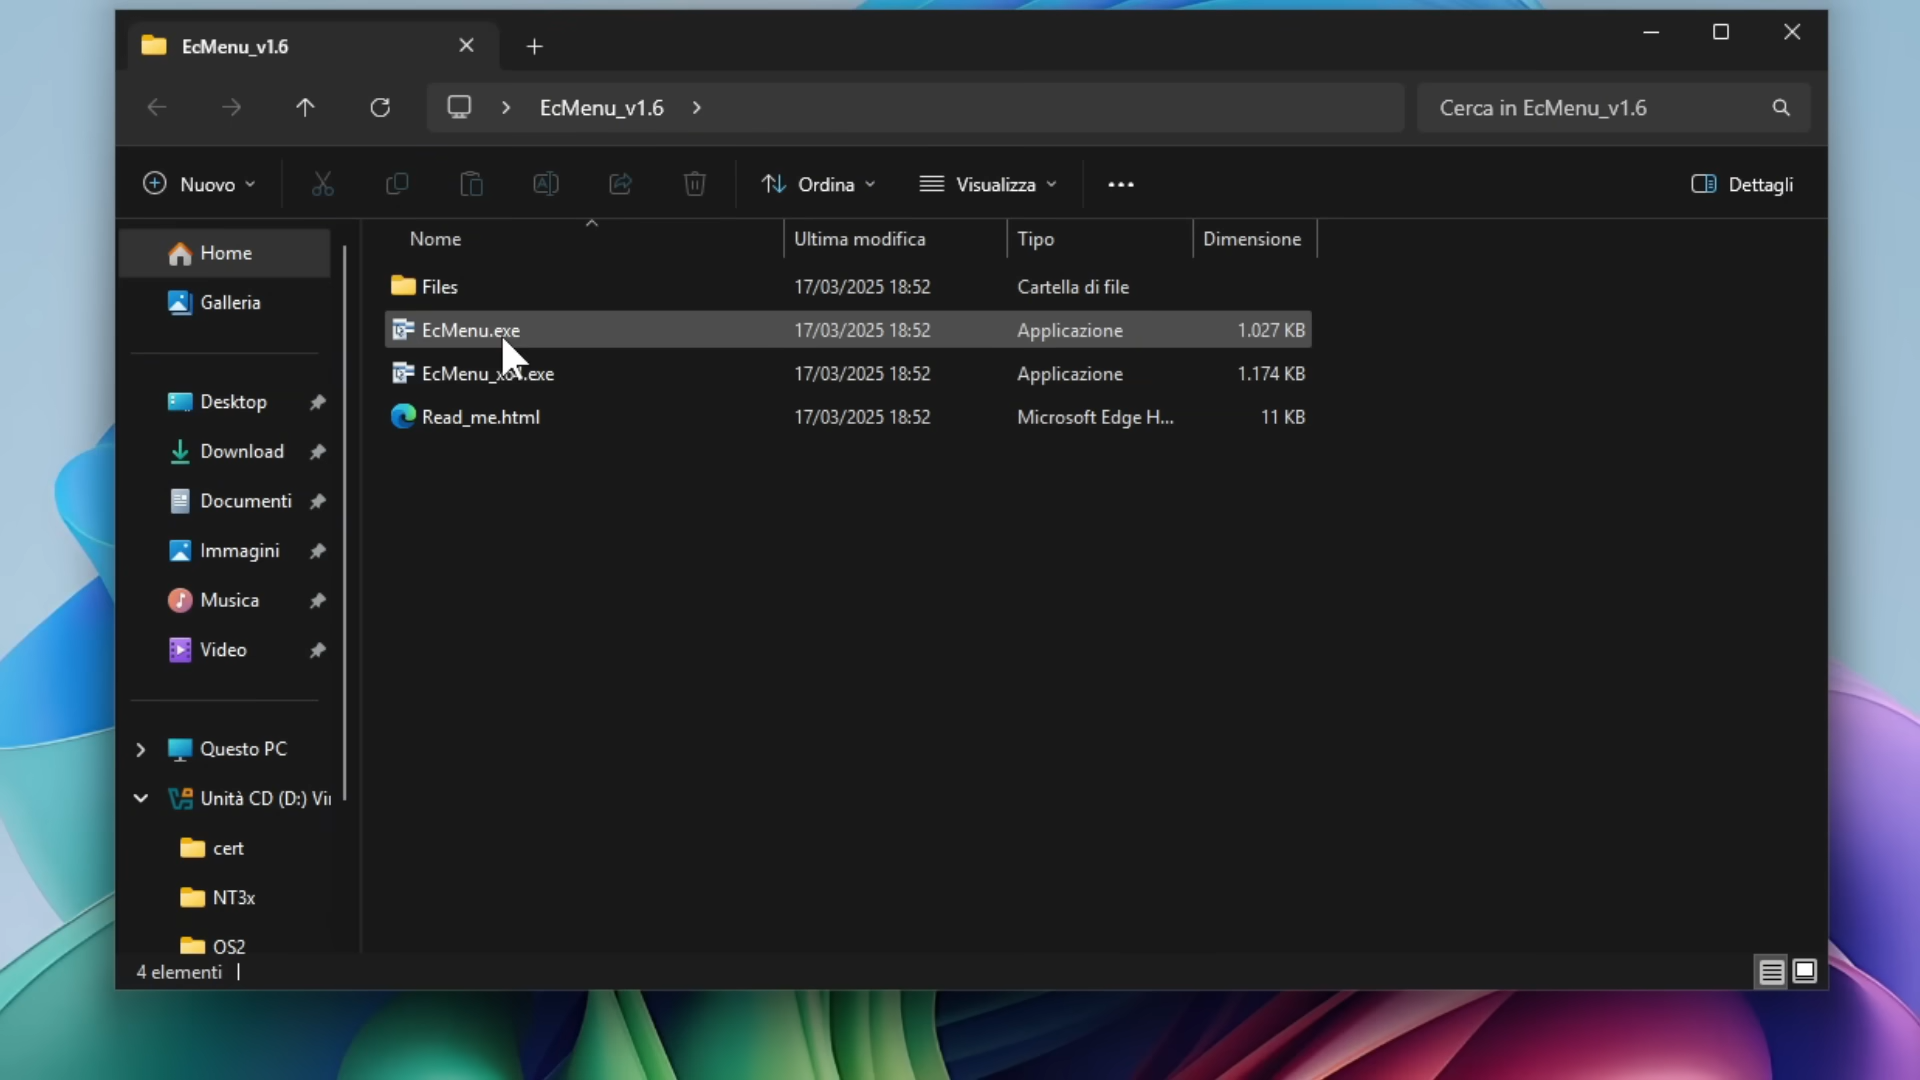 EcMenu_v1.6
EcMenu_v1.6
Cerca in EcMenu_v1.6
Nuovo
Ordina
Visualizza
Dettagli
Nome Ultima modifica Tipo Dimensione
Files 17/03/2025 18:52 Cartella di file
EcMenu.exe 17/03/2025 18:52 Applicazione 1.027 KB
EcMenu_x64.exe 17/03/2025 18:52 Applicazione 1.174 KB
Read_me.html 17/03/2025 18:52 Microsoft Edge H... 11 KB
Home
Galleria
Desktop
Download
Documenti
Immagini
Musica
Video
Questo PC
Unità CD (D:) Vir
cert
NT3x
OS2
4 elementi